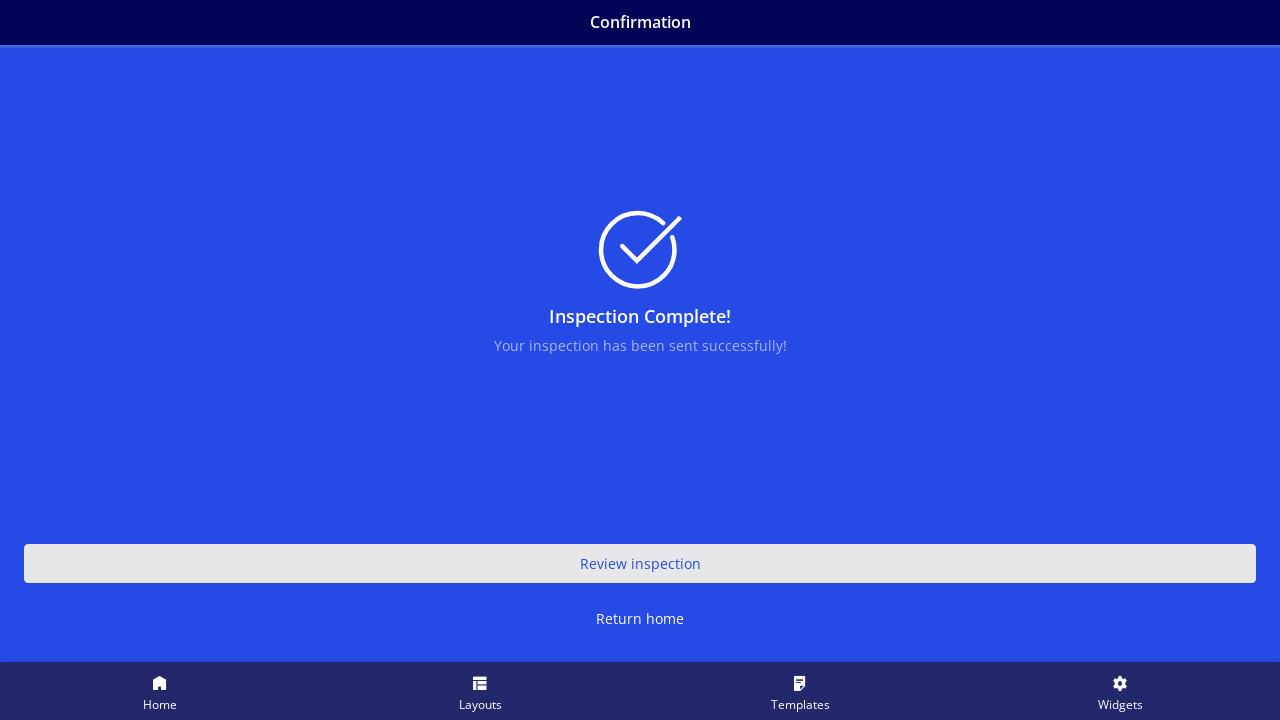 Confirmation
Inspection Complete!
Your inspection has been sent successfully!
Review inspection
Return home
Home
Layouts
Templates
Widgets